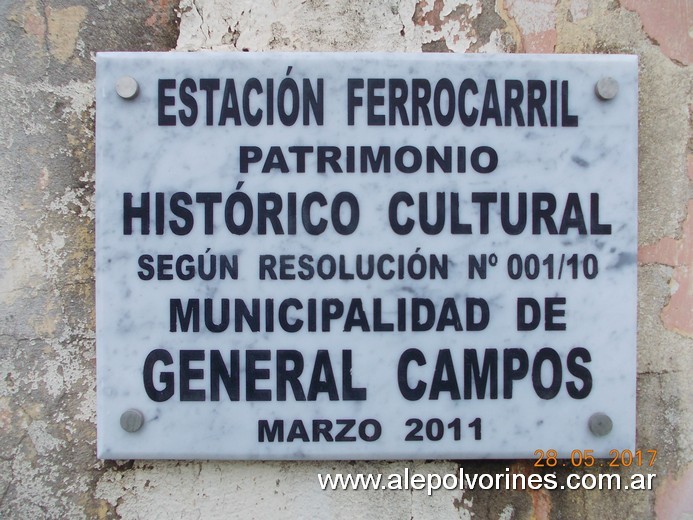 ESTACIÓN FERROCARRIL
PATRIMONIO
HISTÓRICO CULTURAL
SEGÚN RESOLUCIÓN Nº 001/10
MUNICIPALIDAD DE
GENERAL CAMPOS
MARZO 2011
28.05.2017
www.alepolvorines.com.ar